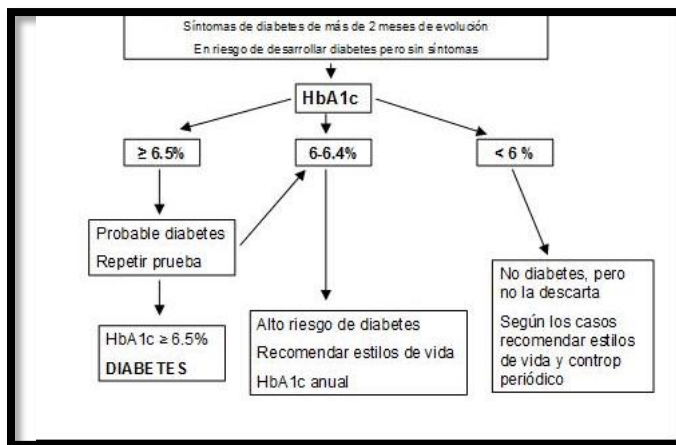 Síntomas de diabetes de más de 2 meses de evolución
En riesgo de desarrollar diabetes pero sin síntomas
HbA1c
≥ 6.5%
6-6.4%
< 6 %
Probable diabetes
Repetir prueba
HbA1c ≥ 6.5%
DIABETES
Alto riesgo de diabetes
Recomendar estilos de vida
HbA1c anual
No diabetes, pero
no la descarta
Según los casos
recomendar estilos
de vida y controp
periódico